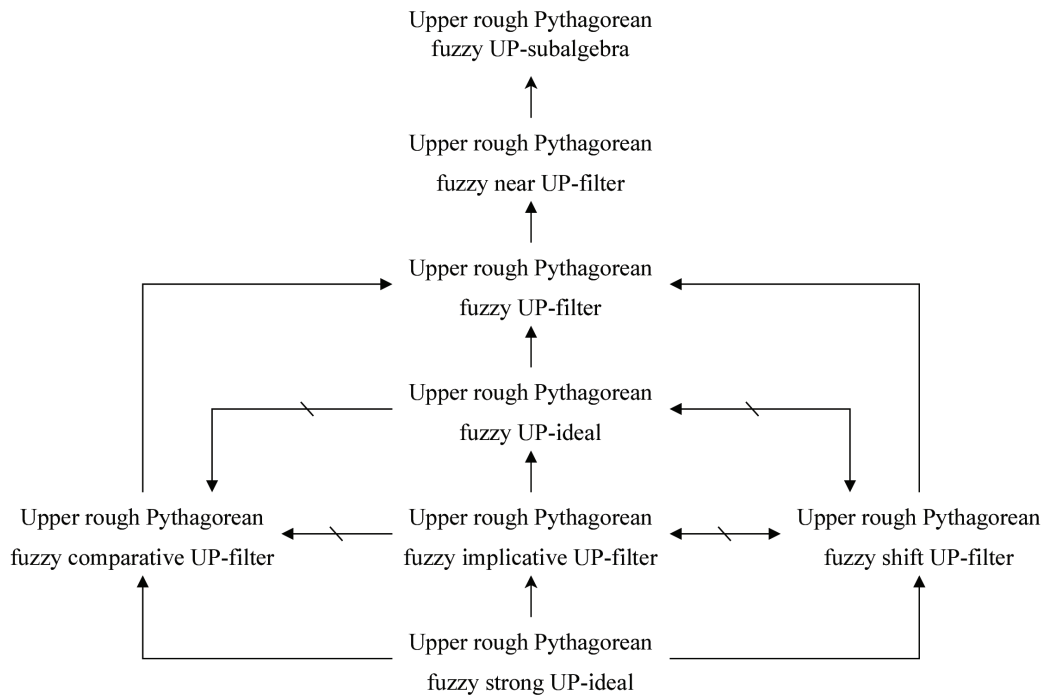 Upper rough Pythagorean
fuzzy UP-subalgebra
Upper rough Pythagorean
fuzzy near UP-filter
Upper rough Pythagorean
fuzzy UP-filter
Upper rough Pythagorean
fuzzy UP-ideal
Upper rough Pythagorean
fuzzy comparative UP-filter
Upper rough Pythagorean
fuzzy implicative UP-filter
Upper rough Pythagorean
fuzzy shift UP-filter
Upper rough Pythagorean
fuzzy strong UP-ideal